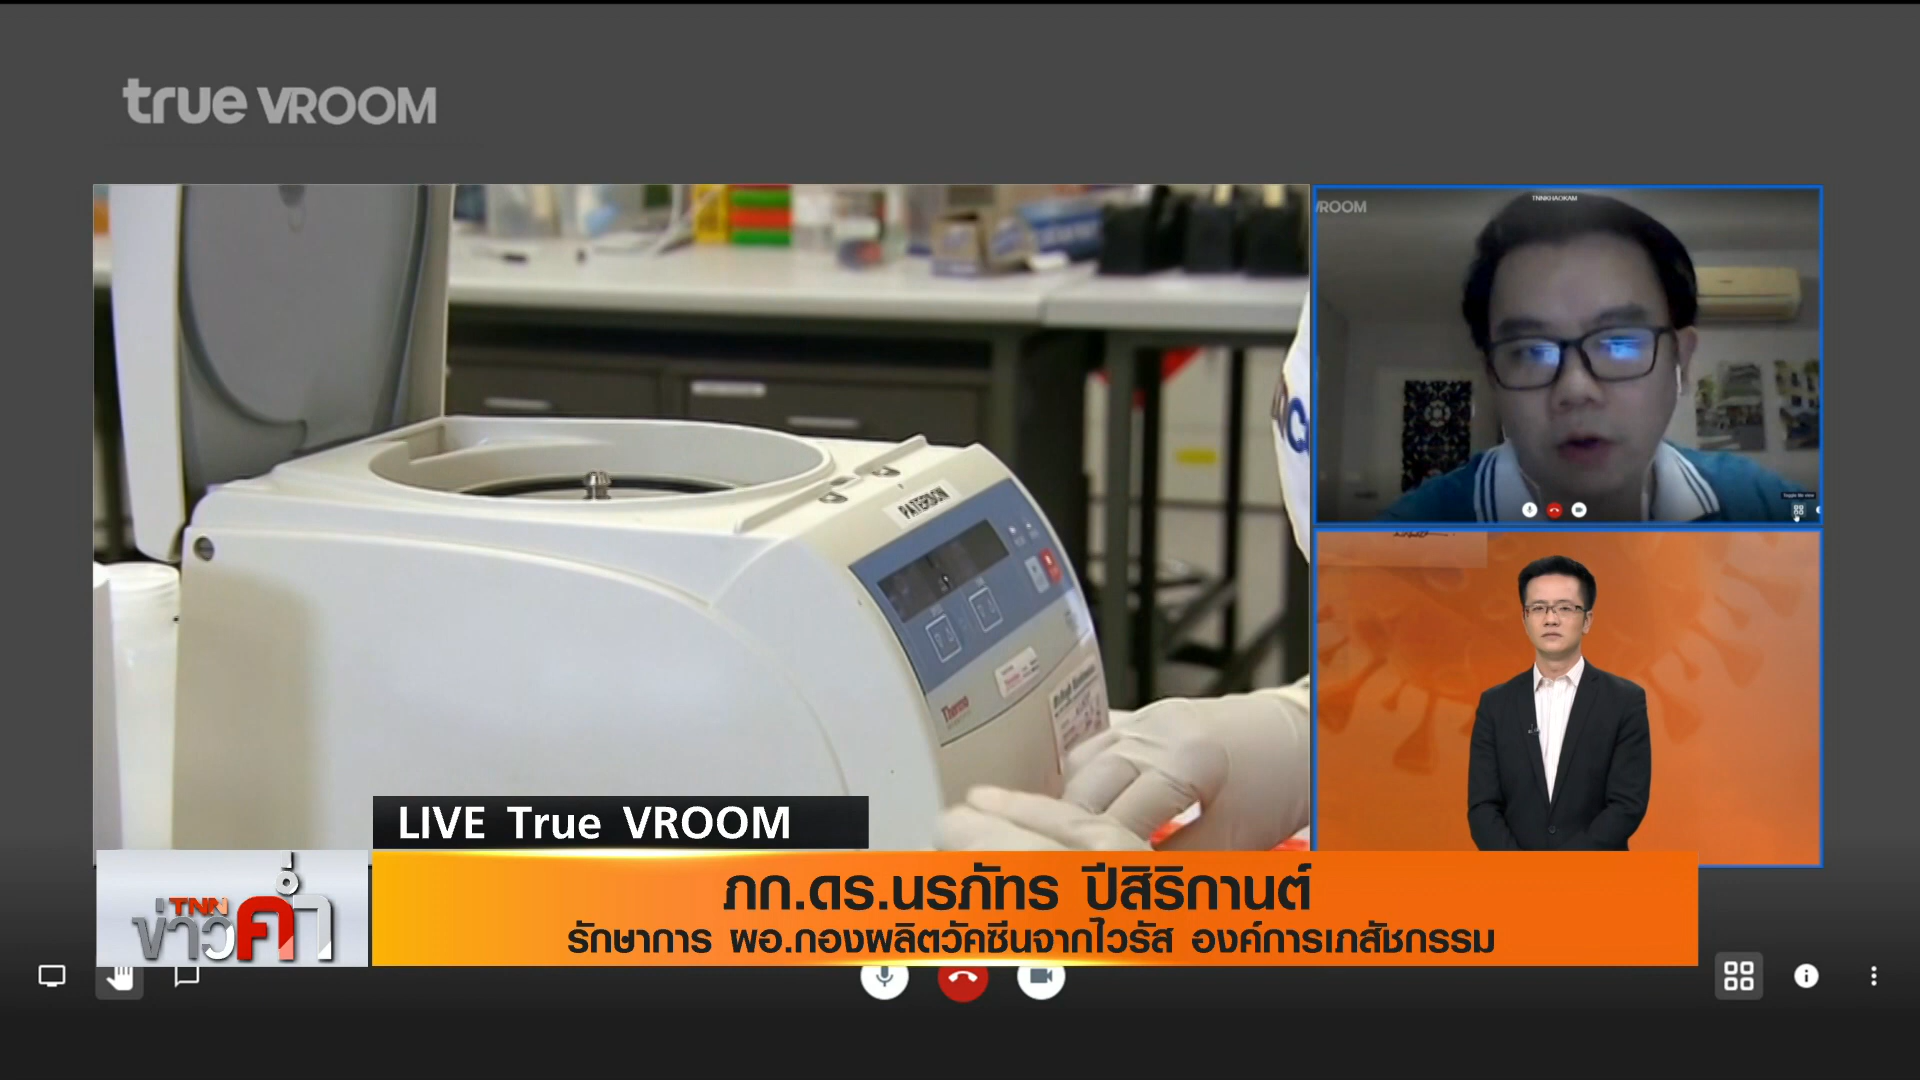 true VROOM
VROOM
TNNKHAOKAM
PATERSON
Thermo
LIVE True VROOM
TNN
ข่าวค่ำ
ภก.ดร.นรภัทร ปีสิริกานต์
รักษาการ ผอ.กองผลิตวัคซีนจากไวรัส องค์การเภสัชกรรม